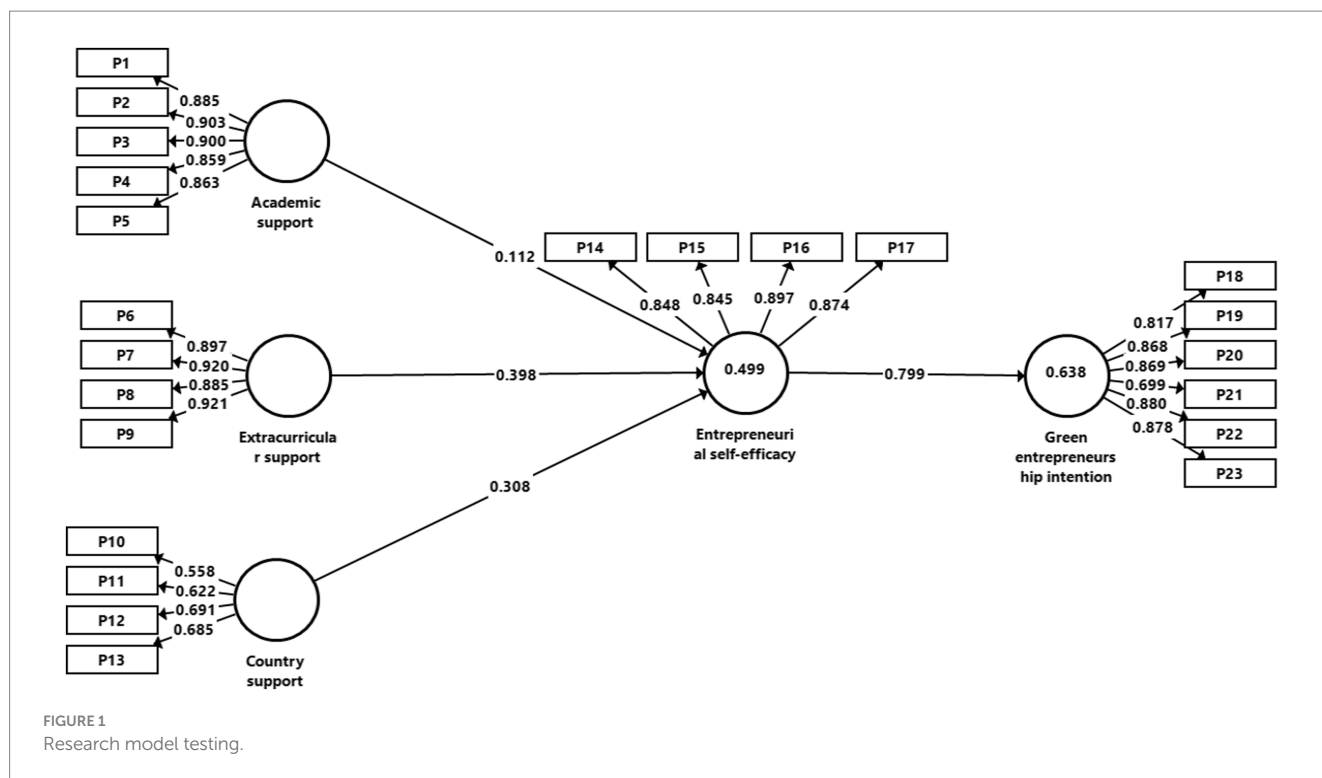 P1
P2
P3
P4
P5
0.885
0.903
0.900
0.859
0.863
Academic
support
P6
P7
P8
P9
0.897
0.920
0.885
0.921
Extracurricula
r support
P10
P11
P12
P13
0.558
0.622
0.691
0.685
Country
support
0.112
0.398
0.308
P14 P15 P16 P17
0.848 0.845 0.897 0.874
0.499
Entrepreneuri
al self-efficacy
0.799
0.638
Green
entrepreneurs
hip intention
0.817
0.868
0.869
0.699
0.880
0.878
P18
P19
P20
P21
P22
P23
FIGURE 1
Research model testing.